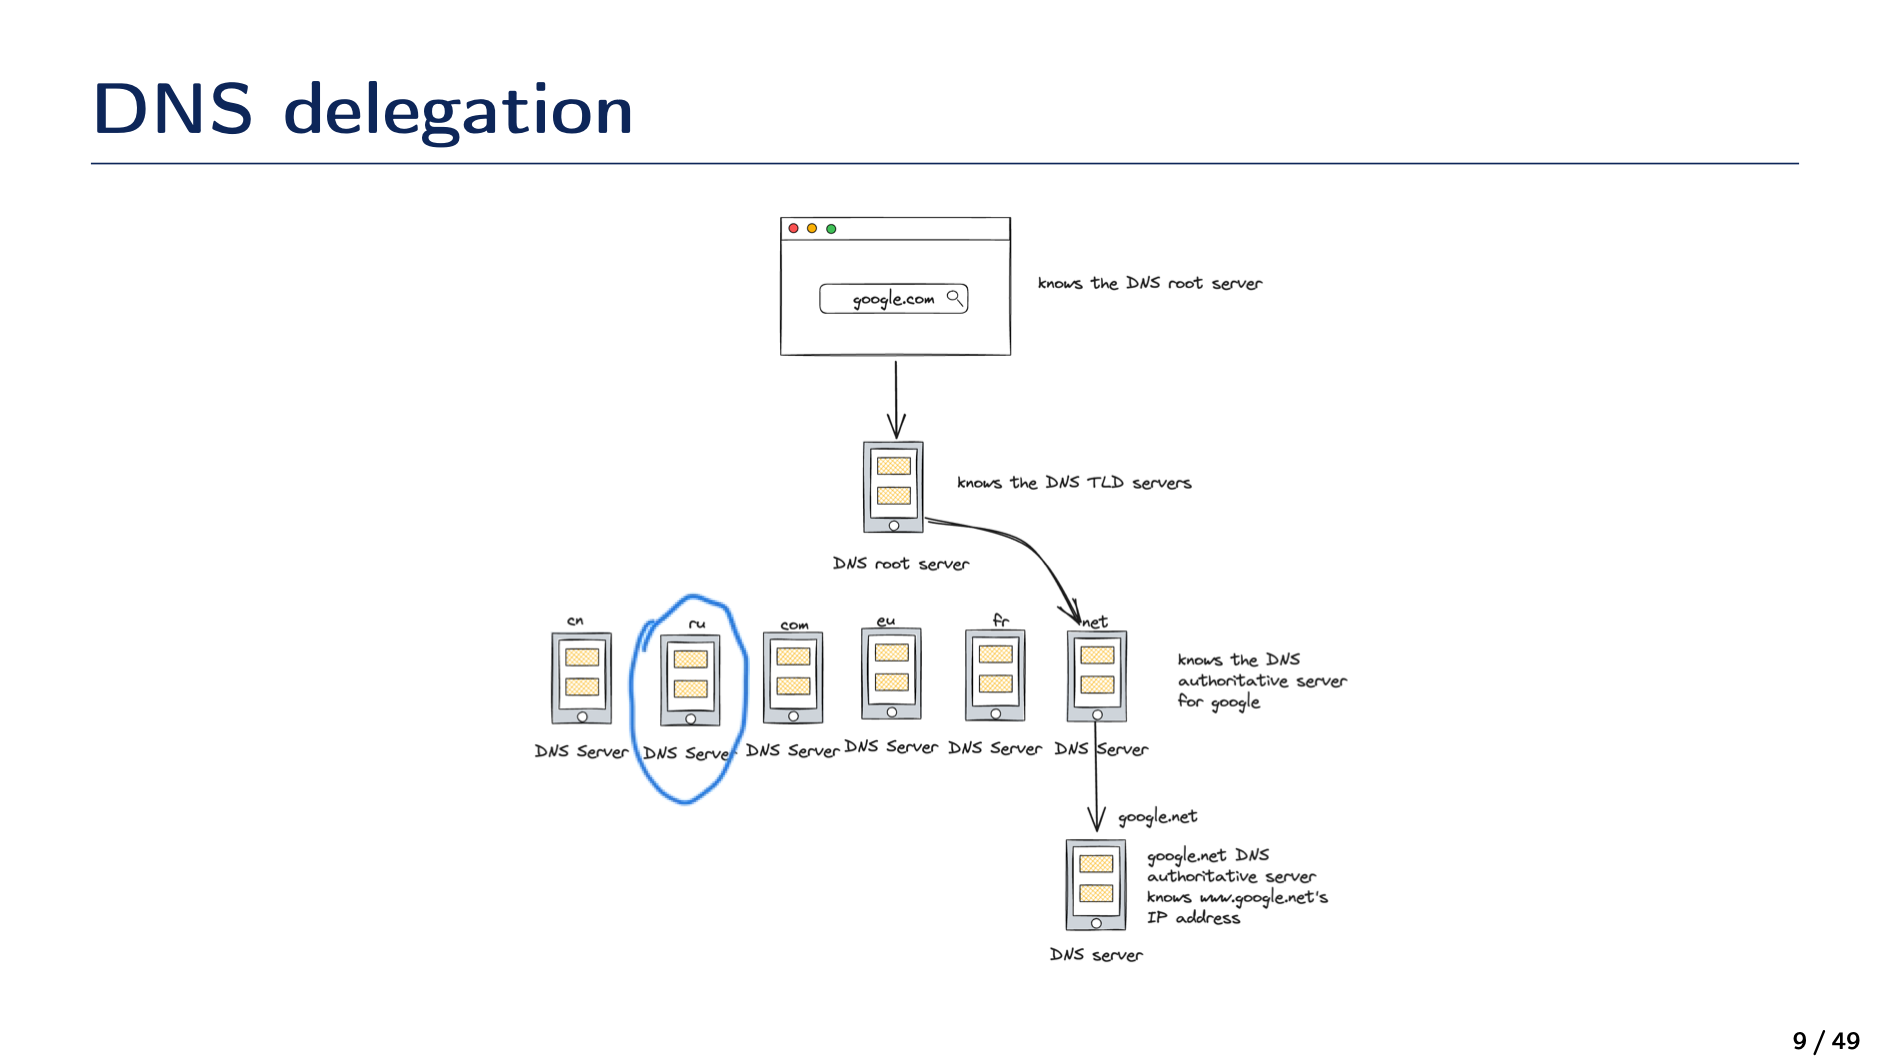 DNS delegation
google.com
knows the DNS root server
knows the DNS TLD servers
DNS root server
cn
ru
com
eu
fr
net
knows the DNS
authoritative server
for google
DNS Server
DNS Server
DNS Server
DNS Server
DNS Server
DNS Server
google.net
google.net DNS
authoritative server
knows www.google.net's
IP address
DNS server
9 / 49